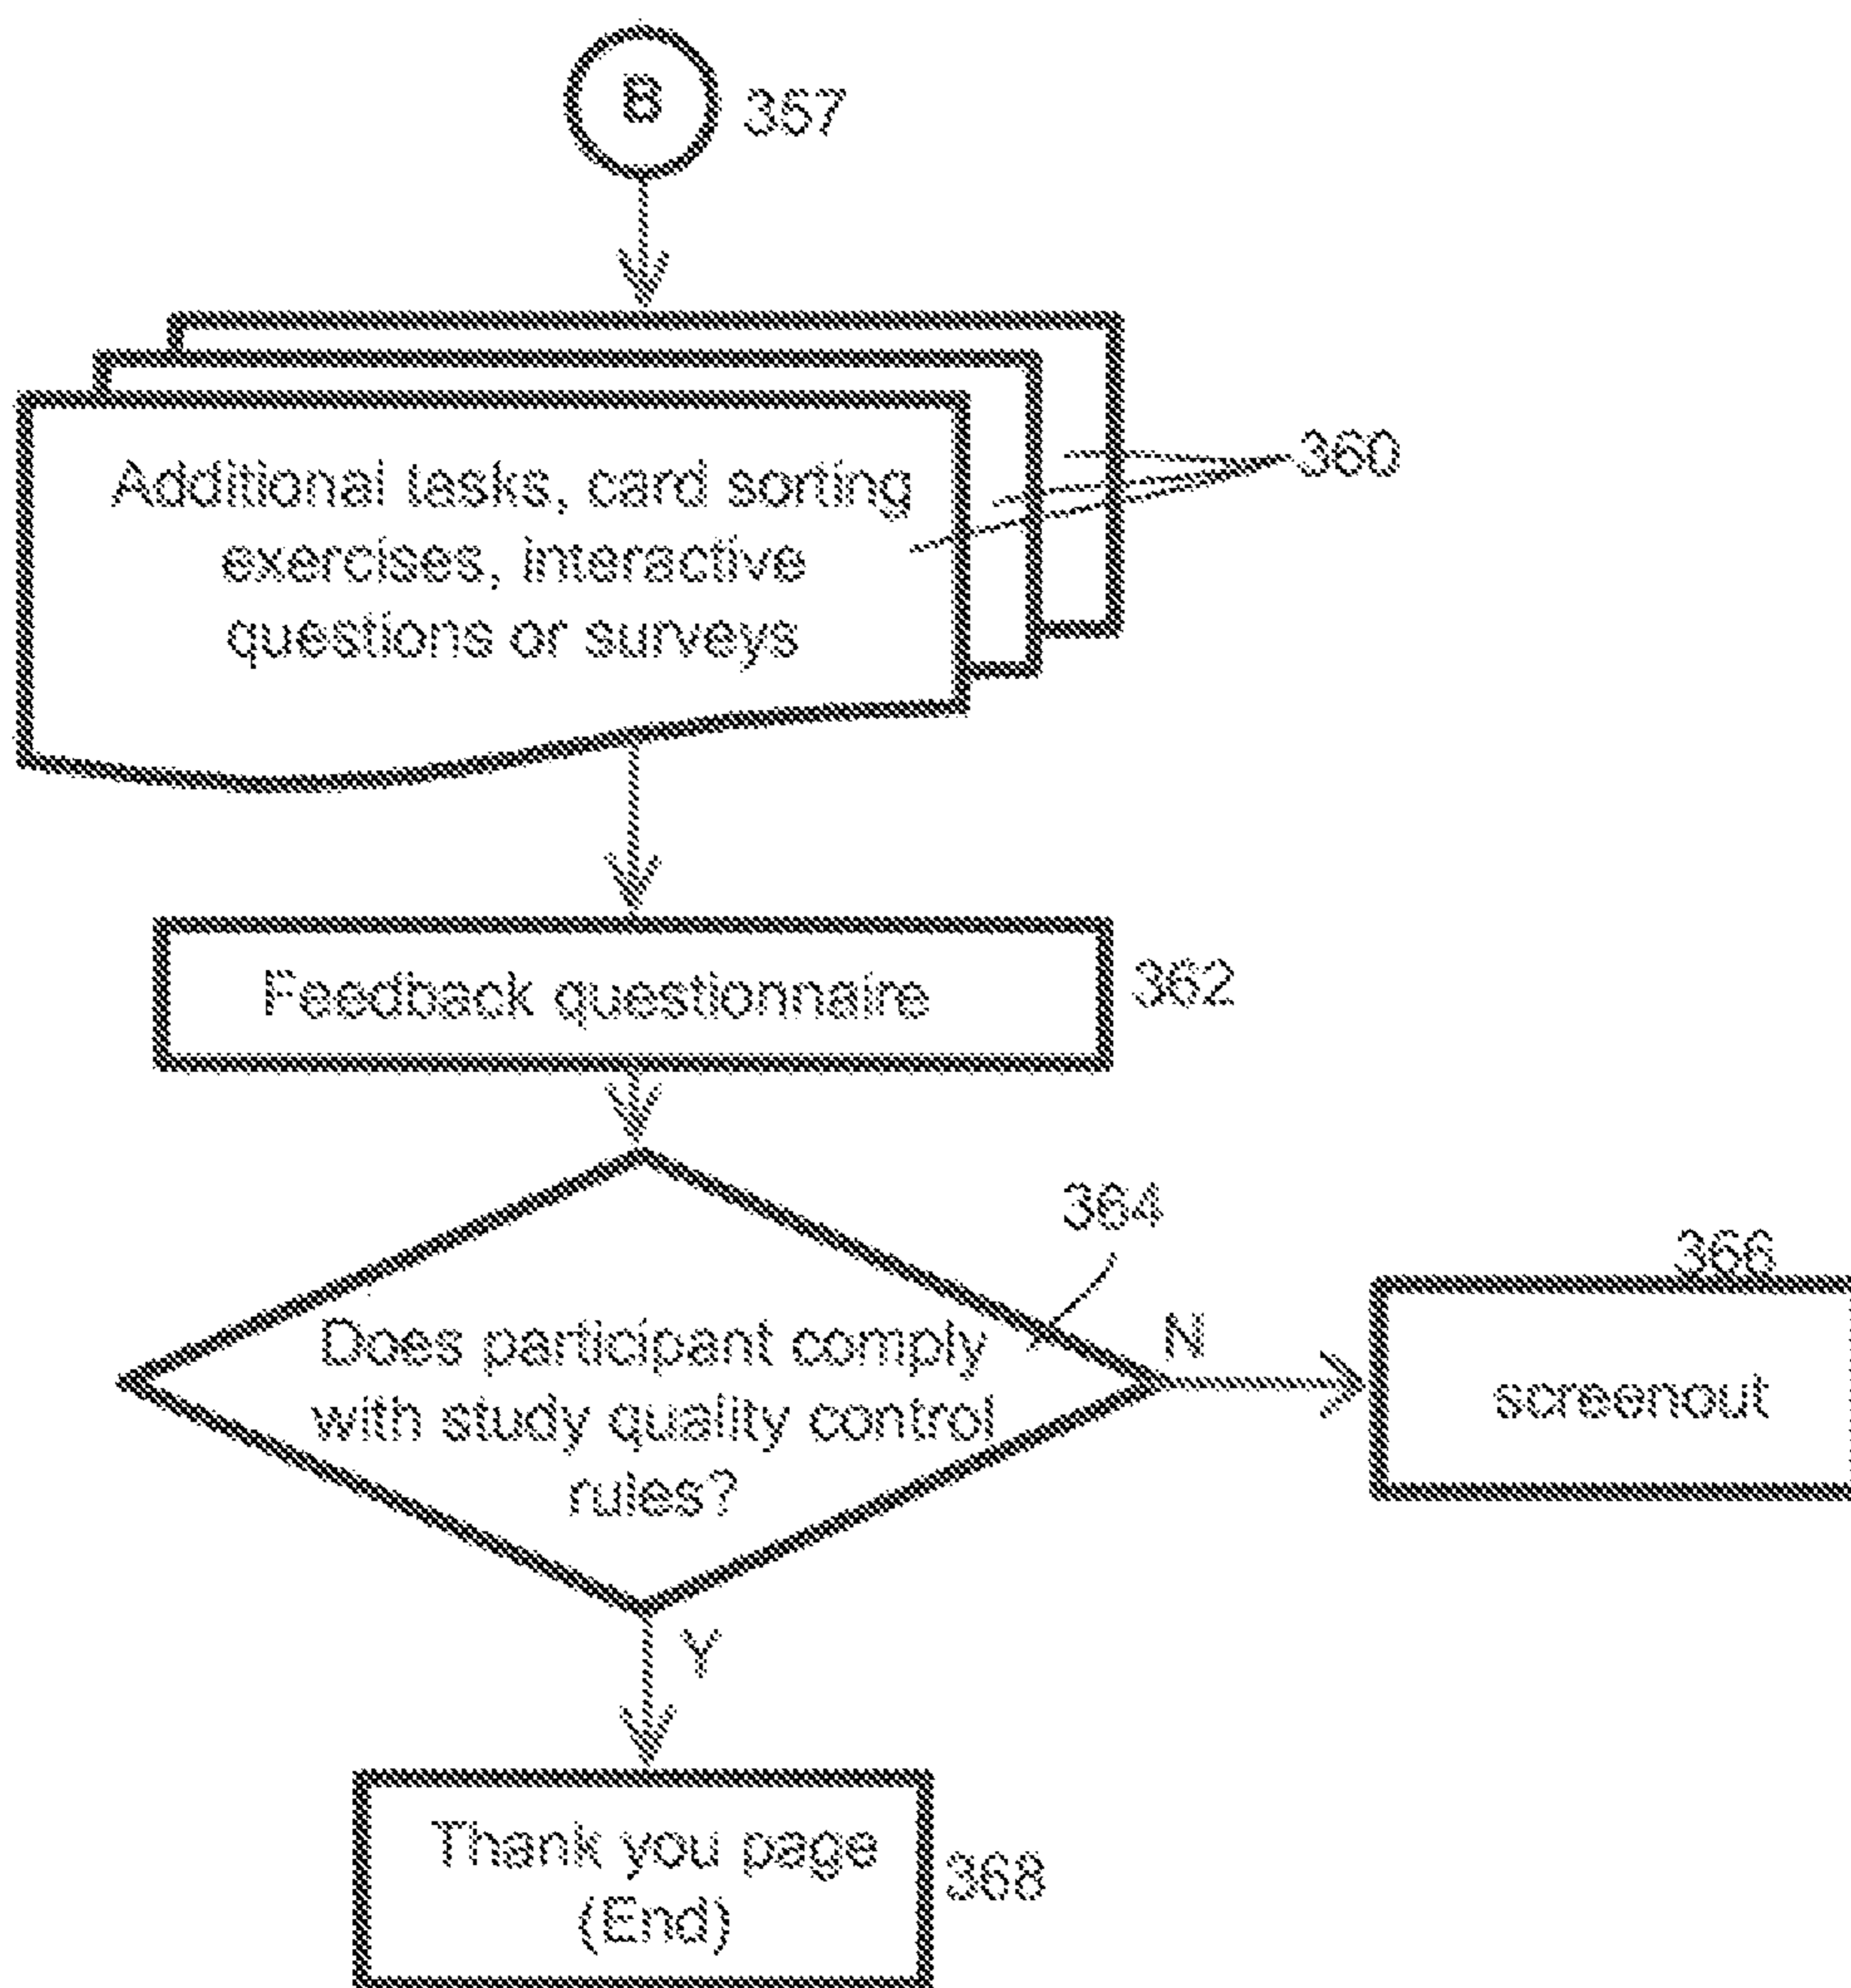 B
357
Additional tasks, card sorting
exercises, interactive
questions or surveys
360
Feedback questionnaire
362
364
Does participant comply
with study quality control
rules?
N
366
screenout
Y
Thank you page
(End)
368